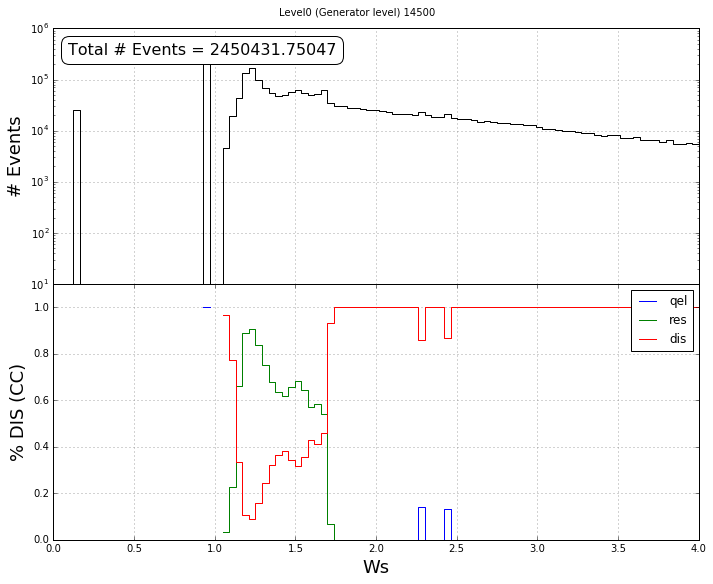 Level0 (Generator level) 14500
Total # Events = 2450431.75047
# Events
10^6
10^5
10^4
10^3
10^2
10^1
% DIS (CC)
1.0
0.8
0.6
0.4
0.2
0.0
qel
res
dis
0.0 0.5 1.0 1.5 2.0 2.5 3.0 3.5 4.0
Ws